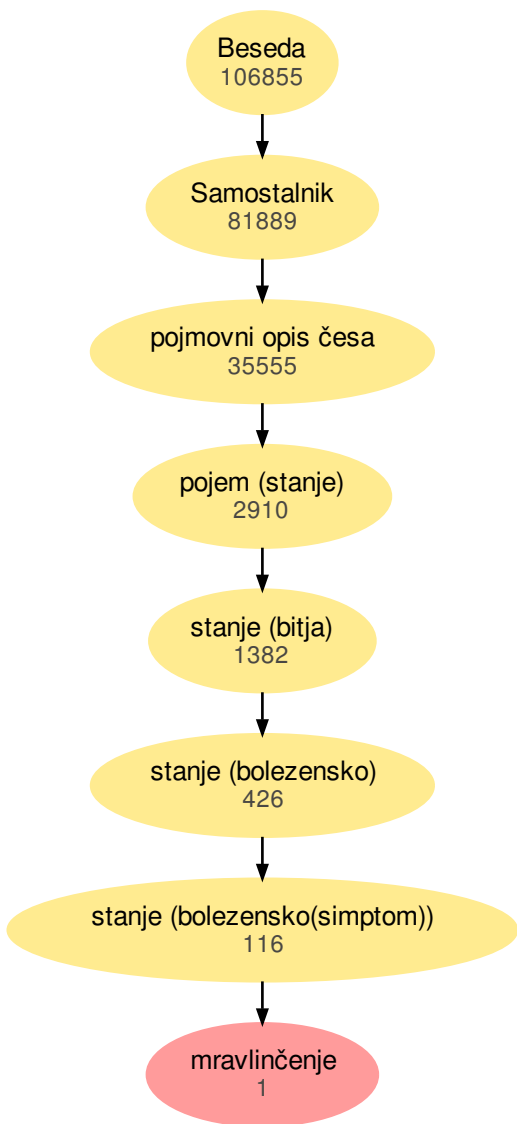 Beseda
106855
Samostalnik
81889
pojmovni opis česa
35555
pojem (stanje)
2910
stanje (bitja)
1382
stanje (bolezensko)
426
stanje (bolezensko(simptom))
116
mravlinčenje
1